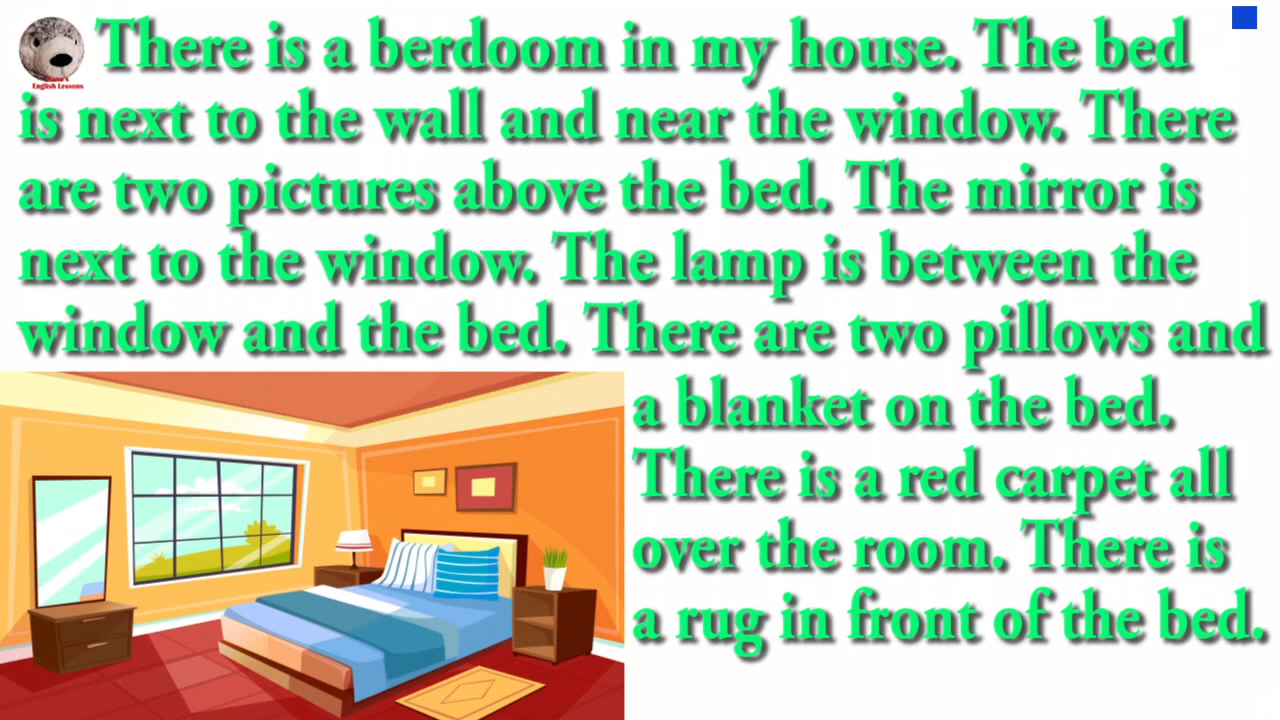 There is a berdoom in my house. The bed
is next to the wall and near the window. There
are two pictures above the bed. The mirror is
next to the window. The lamp is between the
window and the bed. There are two pillows and
a blanket on the bed.
There is a red carpet all
over the room. There is
a rug in front of the bed.
English Lessons